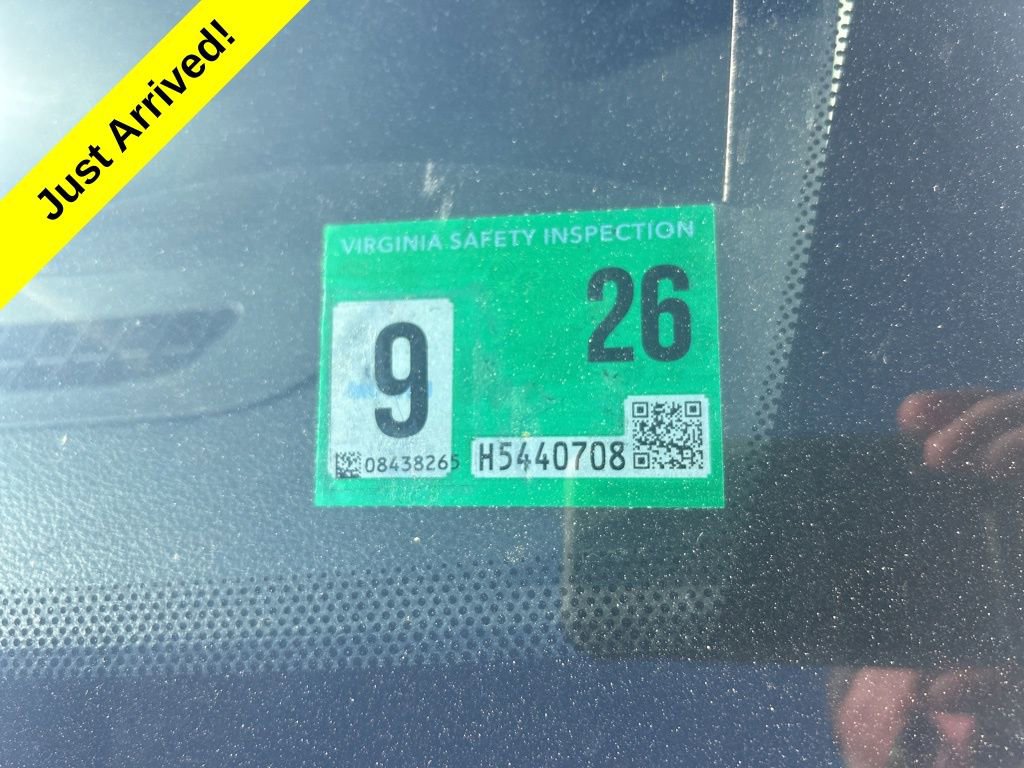 Just Arrived!
VIRGINIA SAFETY INSPECTION
26
9
08438265
H5440708